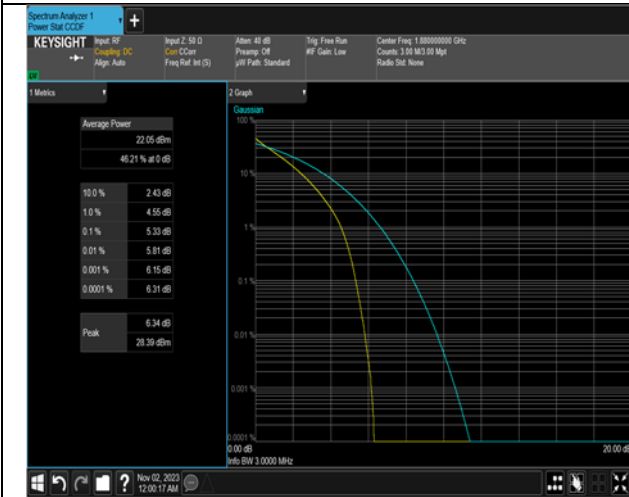 Spectrum Analyzer 1
Power Stat CCDF
+
KEYSIGHT
Input: RF
Coupling: DC
Align: Auto
Input Z: 50 Ω
Corr CCorr
Freq Ref: Int (S)
Atten: 40 dB
Preamp: Off
µW Path: Standard
Trig: Free Run
#IF Gain: Low
Center Freq: 1.880000000 GHz
Counts: 3.00 M/3.00 Mpt
Radio Std: None
1 Metrics
Average Power
22.05 dBm
46.21 % at 0 dB
10.0 % 2.43 dB
1.0 % 4.55 dB
0.1 % 5.33 dB
0.01 % 5.81 dB
0.001 % 6.15 dB
0.0001 % 6.31 dB
Peak
6.34 dB
28.39 dBm
2 Graph
Gaussian
100 %
10 %
1 %
0.1 %
0.01 %
0.001 %
0.0001 %
0.00 dB 20.00 dB
Info BW 3.0000 MHz
?
Nov 02, 2023
12:00:17 AM